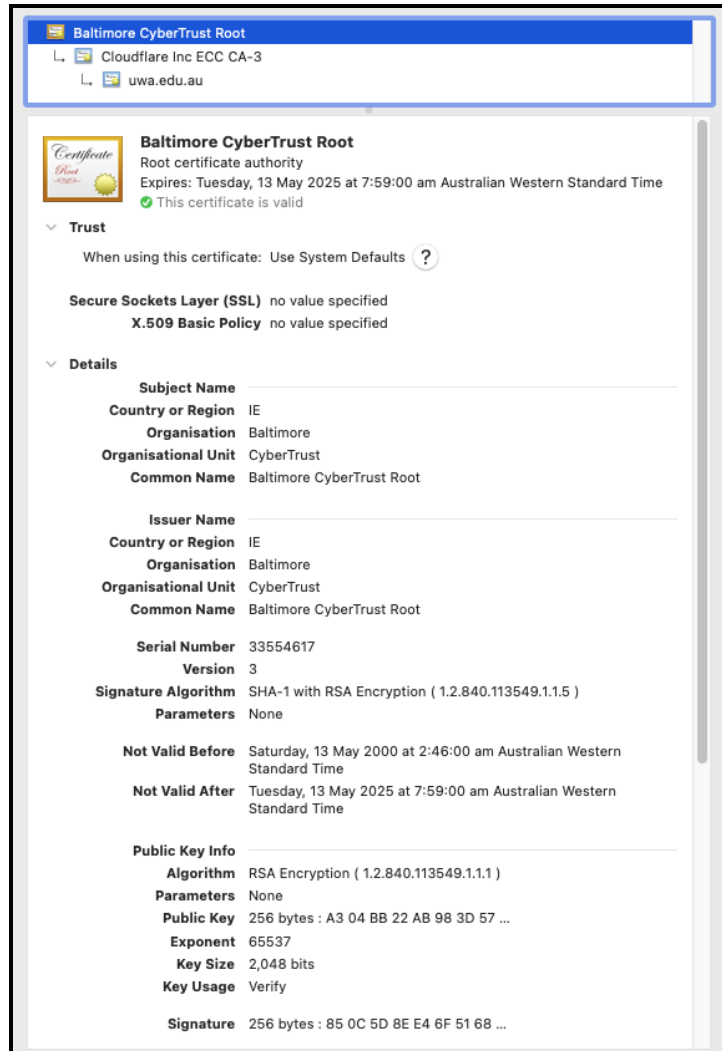 Baltimore CyberTrust Root
Cloudflare Inc ECC CA-3
uwa.edu.au
Certificate
Root
Baltimore CyberTrust Root
Root certificate authority
Expires: Tuesday, 13 May 2025 at 7:59:00 am Australian Western Standard Time
This certificate is valid
Trust
When using this certificate: Use System Defaults ?
Secure Sockets Layer (SSL) no value specified
X.509 Basic Policy no value specified
Details
Subject Name
Country or Region IE
Organisation Baltimore
Organisational Unit CyberTrust
Common Name Baltimore CyberTrust Root
Issuer Name
Country or Region IE
Organisation Baltimore
Organisational Unit CyberTrust
Common Name Baltimore CyberTrust Root
Serial Number 33554617
Version 3
Signature Algorithm SHA-1 with RSA Encryption ( 1.2.840.113549.1.1.5 )
Parameters None
Not Valid Before Saturday, 13 May 2000 at 2:46:00 am Australian Western
Standard Time
Not Valid After Tuesday, 13 May 2025 at 7:59:00 am Australian Western
Standard Time
Public Key Info
Algorithm RSA Encryption ( 1.2.840.113549.1.1.1 )
Parameters None
Public Key 256 bytes : A3 04 BB 22 AB 98 3D 57 ...
Exponent 65537
Key Size 2,048 bits
Key Usage Verify
Signature 256 bytes : 85 0C 5D 8E E4 6F 51 68 ...